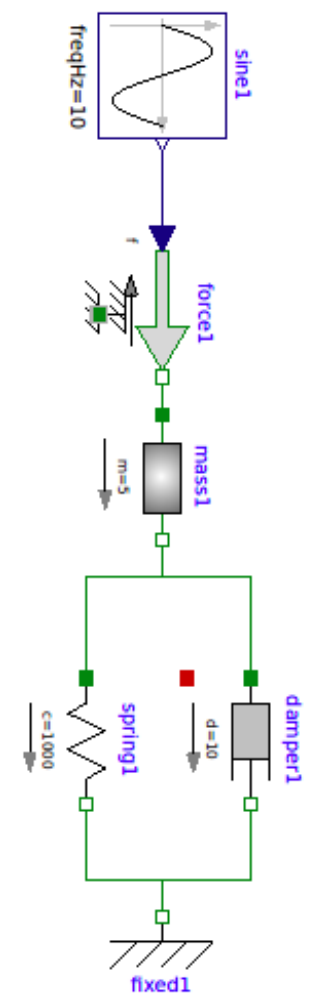 sine1
freqHz=10
f
force1
mass1
m=5
damper1
d=10
spring1
c=1000
fixed1